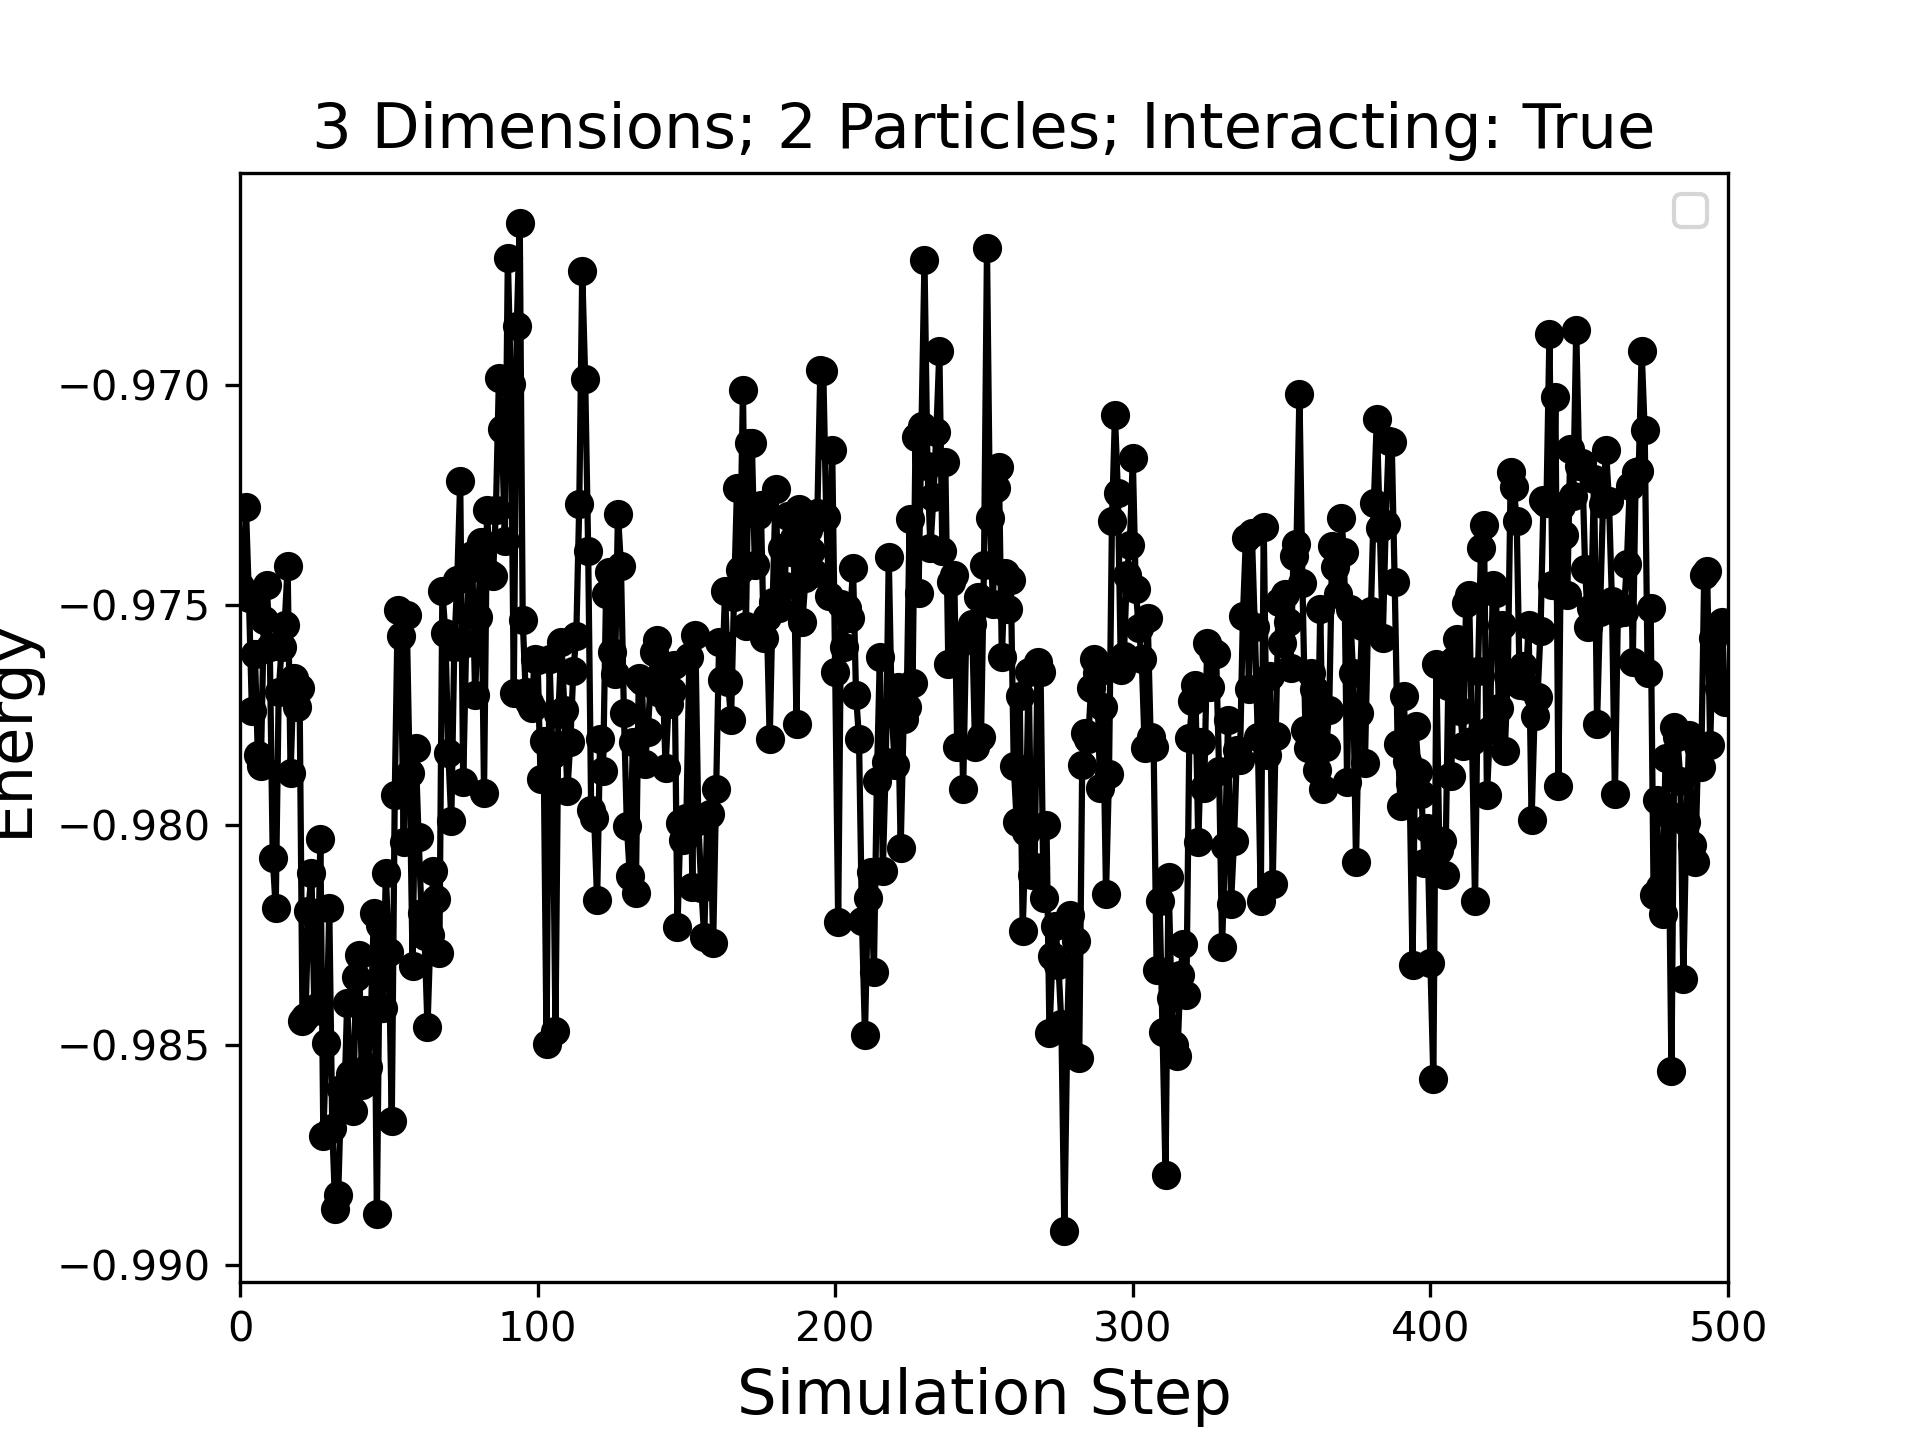 3 Dimensions; 2 Particles; Interacting: True
Energy
−0.970
−0.975
−0.980
−0.985
−0.990
0 100 200 300 400 500
Simulation Step